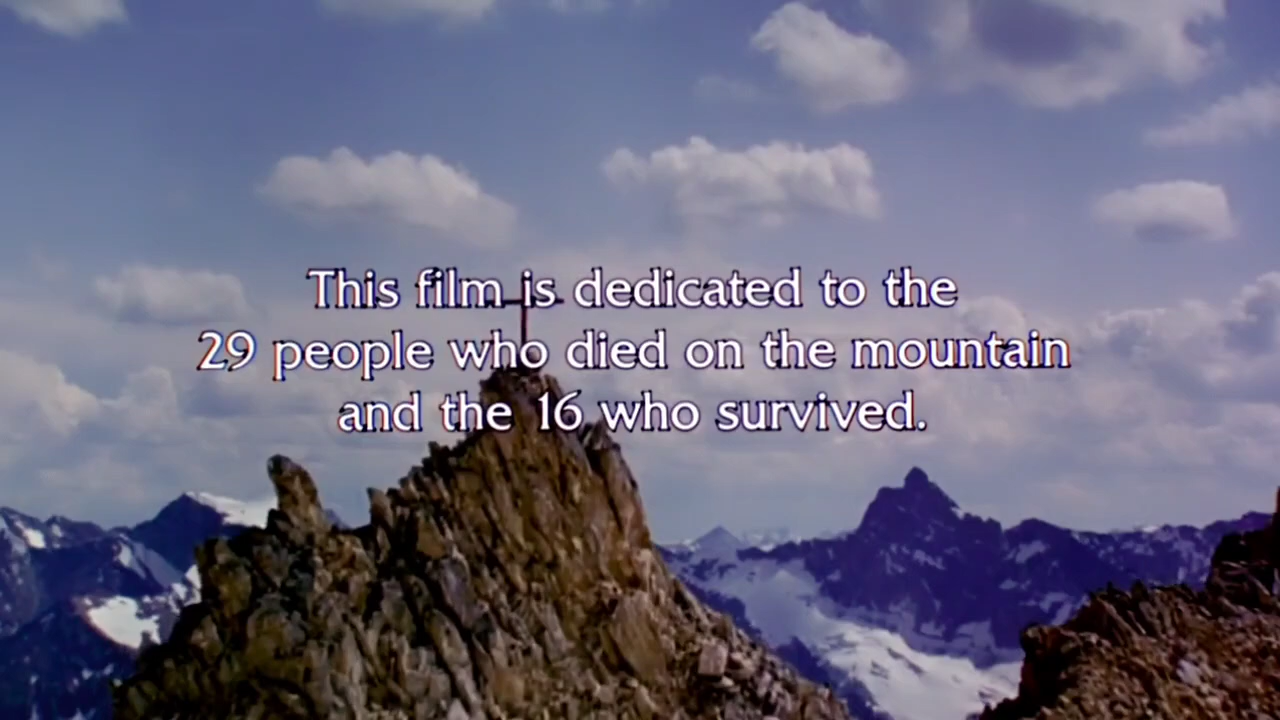 This film is dedicated to the
29 people who died on the mountain
and the 16 who survived.